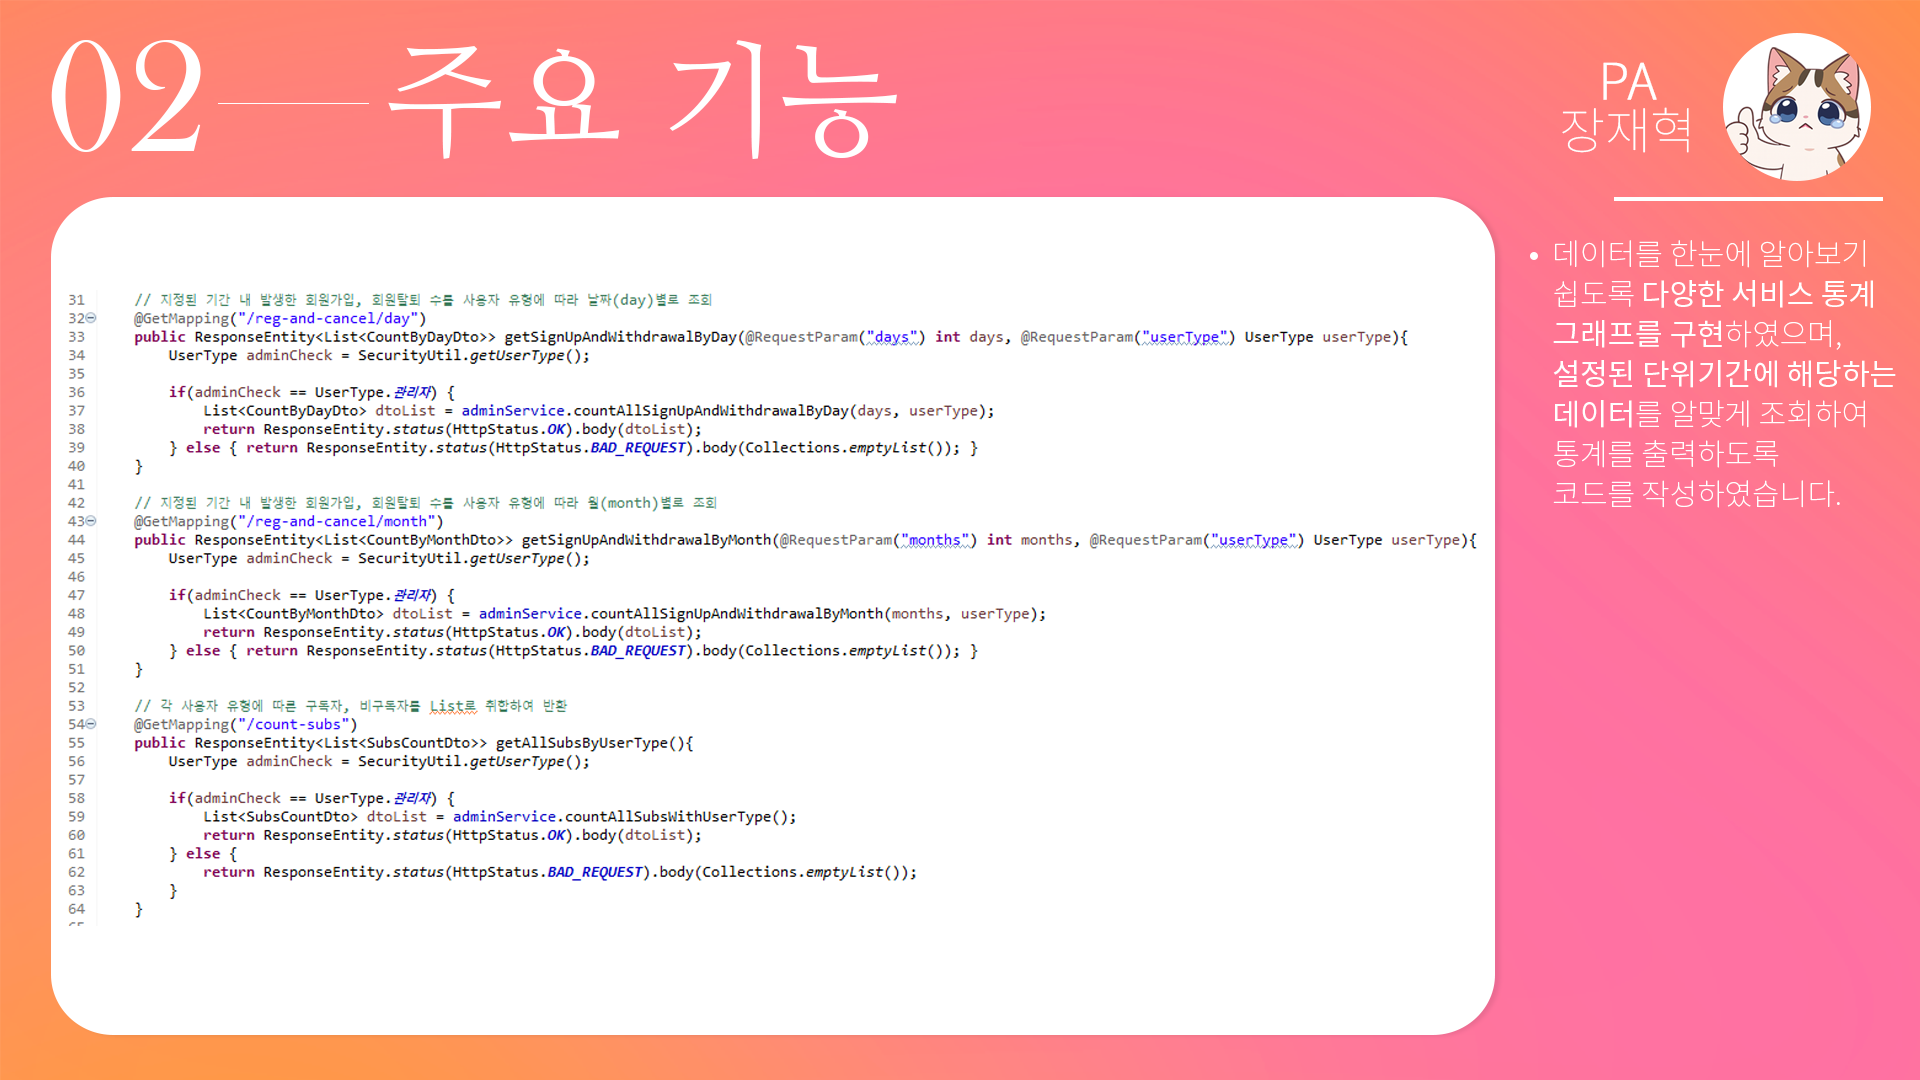 02 주요 기능
PA
장재혁
31 // 지정된 기간 내 발생한 회원가입, 회원탈퇴 수를 사용자 유형에 따라 날짜(day)별로 조회
32 @GetMapping("/reg-and-cancel/day")
33 public ResponseEntity<List<CountByDayDto>> getSignUpAndWithdrawalByDay(@RequestParam("days") int days, @RequestParam("userType") UserType userType){
34 UserType adminCheck = SecurityUtil.getUserType();
35
36 if(adminCheck == UserType.관리자) {
37 List<CountByDayDto> dtoList = adminService.countAllSignUpAndWithdrawalByDay(days, userType);
38 return ResponseEntity.status(HttpStatus.OK).body(dtoList);
39 } else { return ResponseEntity.status(HttpStatus.BAD_REQUEST).body(Collections.emptyList()); }
40 }
41
42 // 지정된 기간 내 발생한 회원가입, 회원탈퇴 수를 사용자 유형에 따라 월(month)별로 조회
43 @GetMapping("/reg-and-cancel/month")
44 public ResponseEntity<List<CountByMonthDto>> getSignUpAndWithdrawalByMonth(@RequestParam("months") int months, @RequestParam("userType") UserType userType){
45 UserType adminCheck = SecurityUtil.getUserType();
46
47 if(adminCheck == UserType.관리자) {
48 List<CountByMonthDto> dtoList = adminService.countAllSignUpAndWithdrawalByMonth(months, userType);
49 return ResponseEntity.status(HttpStatus.OK).body(dtoList);
50 } else { return ResponseEntity.status(HttpStatus.BAD_REQUEST).body(Collections.emptyList()); }
51 }
52
53 // 각 사용자 유형에 따른 구독자, 비구독자를 List로 취합하여 반환
54 @GetMapping("/count-subs")
55 public ResponseEntity<List<SubsCountDto>> getAllSubsByUserType(){
56 UserType adminCheck = SecurityUtil.getUserType();
57
58 if(adminCheck == UserType.관리자) {
59 List<SubsCountDto> dtoList = adminService.countAllSubsWithUserType();
60 return ResponseEntity.status(HttpStatus.OK).body(dtoList);
61 } else {
62 return ResponseEntity.status(HttpStatus.BAD_REQUEST).body(Collections.emptyList());
63 }
64 }
• 데이터를 한눈에 알아보기
쉽도록 다양한 서비스 통계
그래프를 구현하였으며,
설정된 단위기간에 해당하는
데이터를 알맞게 조회하여
통계를 출력하도록
코드를 작성하였습니다.